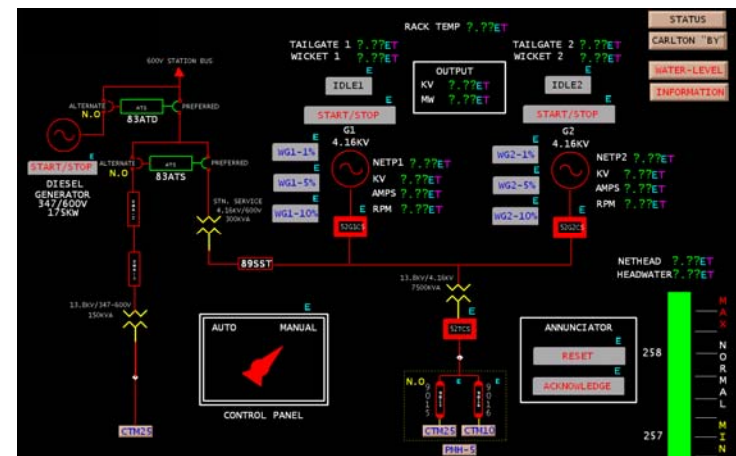 RACK TEMP ?.??ET
STATUS
CARLTON "BY"
WATER-LEVEL
INFORMATION
TAILGATE 1 ?.??ET
WICKET 1 ?.??ET
TAILGATE 2 ?.??ET
WICKET 2 ?.??ET
600V STATION BUS
E
IDLE1
OUTPUT
KV ?.??ET
MW ?.??ET
E
IDLE2
ALTERNATE
N.O
ATS
PREFERRED
83ATD
E
START/STOP
G1
4.16KV
E
START/STOP
G2
4.16KV
E
START/STOP
DIESEL
GENERATOR
347/600V
175KW
ALTERNATE
N.O
ATS
PREFERRED
83ATS
E
WG1-1%
E
WG1-5%
E
WG1-10%
NETP1 ?.??ET
KV ?.??ET
AMPS ?.??ET
RPM ?.??ET
E
WG2-1%
E
WG2-5%
E
WG2-10%
NETP2 ?.??ET
KV ?.??ET
AMPS ?.??ET
RPM ?.??ET
STN. SERVICE
4.16kV/600V
300KVA
E
52G1CS
E
52G2CS
89SST
NETHEAD ?.??ET
HEADWATER ?.??ET
13.8KV/4.16KV
7500kVA
13.8KV/347-600V
150kVA
E
AUTO MANUAL
CONTROL PANEL
E
52TCS
ANNUNCIATOR
E
RESET
E
ACKNOWLEDGE
258
257
MAX
NORMAL
MIN
N.O
E
E
9015
9016
CTM25
CTM25
CTM10
PMH-5